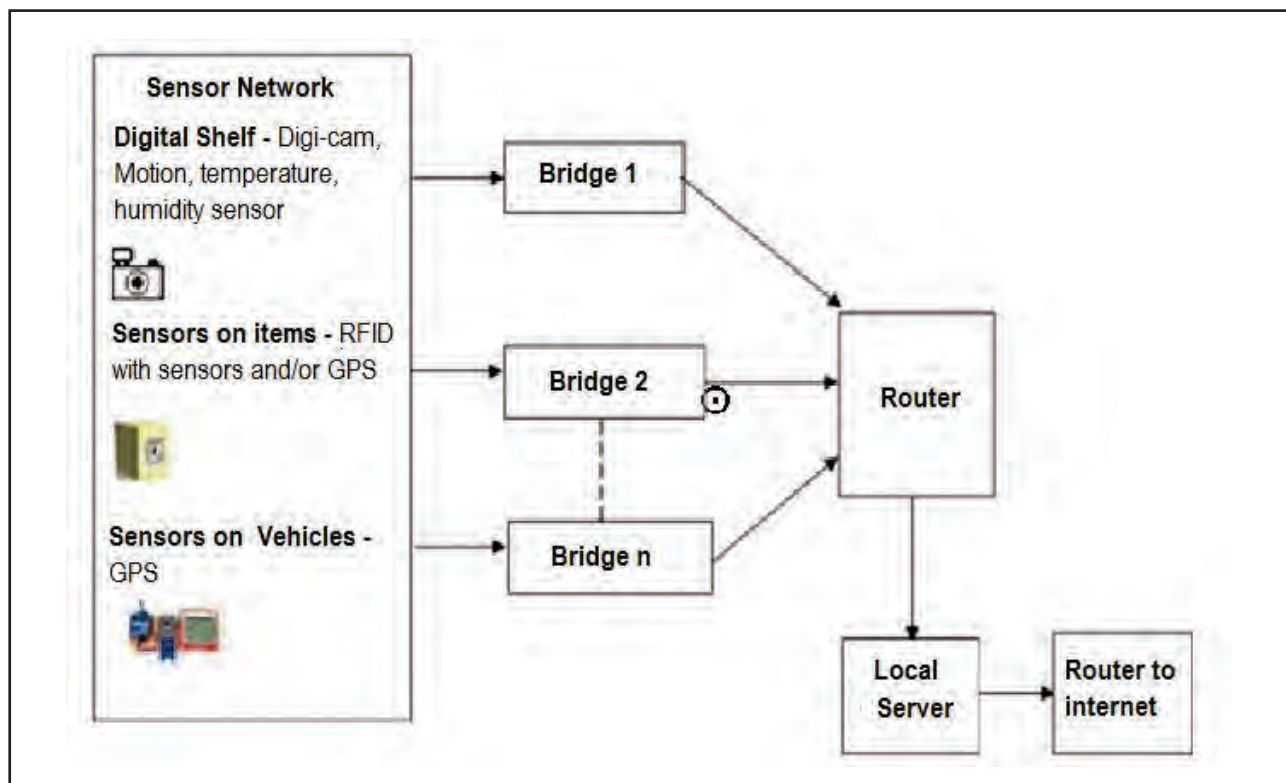 Sensor Network
Digital Shelf - Digi-cam,
Motion, temperature,
humidity sensor
Sensors on items - RFID
with sensors and/or GPS
Sensors on Vehicles -
GPS
Bridge 1
Bridge 2
Bridge n
Router
Local
Server
Router to
internet